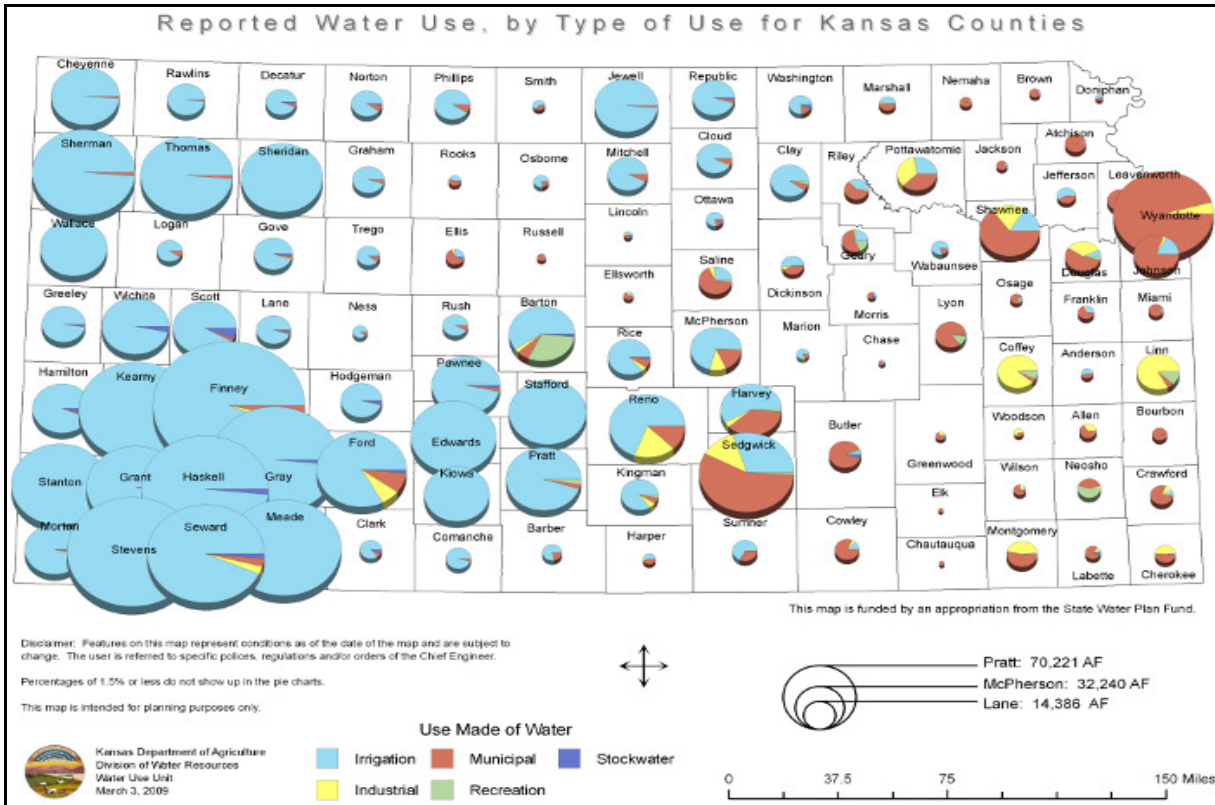 Reported Water Use, by Type of Use for Kansas Counties
Cheyenne
Rawlins
Decatur
Norton
Phillips
Smith
Jewell
Republic
Washington
Marshall
Nemaha
Brown
Doniphan
Sherman
Thomas
Sheridan
Graham
Rooks
Osborne
Mitchell
Cloud
Clay
Riley
Pottawatomie
Jackson
Atchison
Jefferson
Leavenworth
Wyandotte
Wallace
Logan
Gove
Trego
Ellis
Russell
Lincoln
Ottawa
Saline
Dickinson
Geary
Wabaunsee
Shawnee
Douglas
Johnson
Greeley
Wichita
Scott
Lane
Ness
Rush
Barton
Ellsworth
Rice
McPherson
Marion
Morris
Chase
Lyon
Osage
Franklin
Miami
Hamilton
Kearny
Finney
Hodgeman
Pawnee
Stafford
Reno
Harvey
Butler
Coffey
Anderson
Linn
Stanton
Grant
Haskell
Gray
Ford
Edwards
Kiowa
Pratt
Kingman
Sedgwick
Greenwood
Woodson
Allen
Bourbon
Wilson
Neosho
Crawford
Elk
Morton
Stevens
Seward
Meade
Clark
Comanche
Barber
Harper
Sumner
Cowley
Chautauqua
Montgomery
Labette
Cherokee
This map is funded by an appropriation from the State Water Plan Fund.
Disclaimer: Features on this map represent conditions as of the date of the map and are subject to
change. The user is referred to specific polices, regulations and/or orders of the Chief Engineer.
Percentages of 1.5% or less do not show up in the pie charts.
This map is intended for planning purposes only.
Pratt: 70,221 AF
McPherson: 32,240 AF
Lane: 14,386 AF
Kansas Department of Agriculture
Division of Water Resources
Water Use Unit
March 3, 2009
Use Made of Water
Irrigation
Municipal
Stockwater
Industrial
Recreation
0 37.5 75 150 Miles